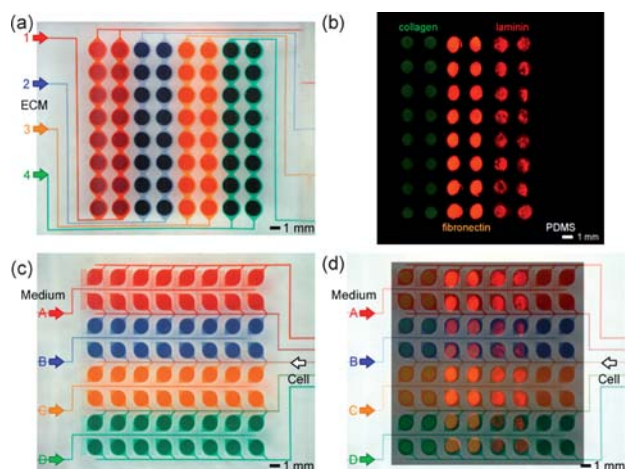 (a)
1
2
ECM
3
4
1 mm
(b)
collagen
laminin
fibronectin
PDMS
1 mm
(c)
Medium
A
B
Cell
C
D
1 mm
(d)
Medium
A
B
Cell
C
D
1 mm